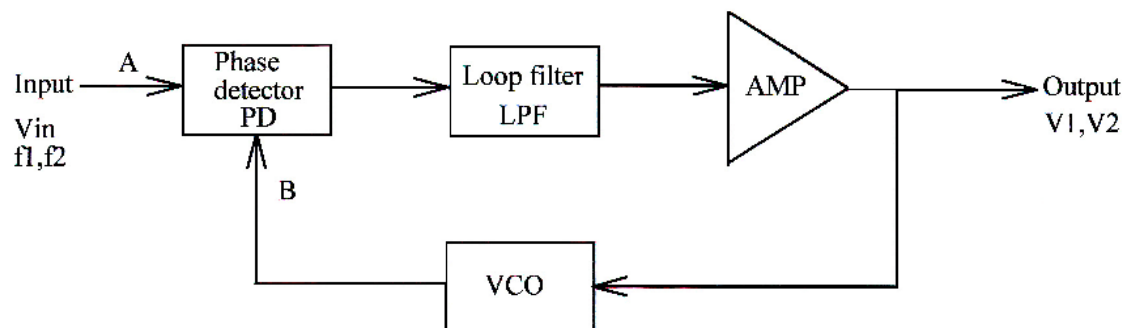 Input
Vin
f1,f2
A
Phase
detector
PD
B
Loop filter
LPF
AMP
Output
V1,V2
VCO